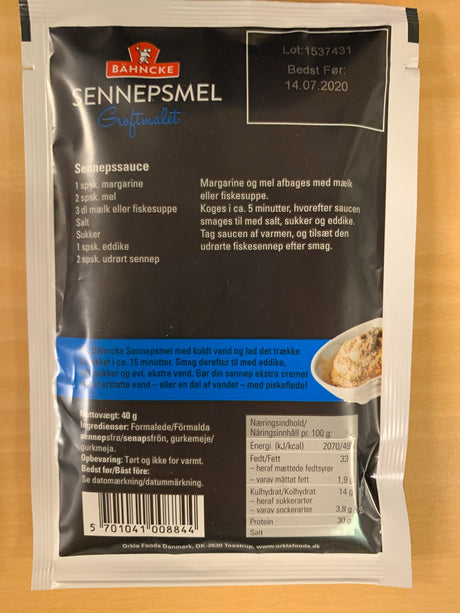 Lot:1537431
Bedst Før:
14.07.2020
BÄHNCKE
SENNEPSMEL
Groftmalet
Sennepssauce
1 spsk. margarine
2 spsk. mel
3 dl mælk eller fiskesuppe
Salt
Sukker
1 spsk. eddike
2 spsk. udrørt sennep
Margarine og mel afbages med mælk
eller fiskesuppe.
Koges i ca. 5 minutter, hvorefter saucen
smages til med salt, sukker og eddike.
Tag saucen af varmen, og tilsæt den
udrørte fiskesennep efter smag.
Bähncke Sennepsmel med koldt vand og lad det trække
i ca. 15 minutter. Smag derefter til med eddike,
sukker og evt. ekstra vand. Gør din sennep ekstra cremet
at erstatte vand – eller en del af vandet – med piskefløde!
Nettovægt: 40 g
Ingredienser: Formalede/Förmalda
sennepsfrø/senapsfrön, gurkemeje/
gurkmeja.
Opbevaring: Tørt og ikke for varmt.
Bedst før/Bäst före:
Se datomærkning/datummärkning.
5 701041 008844
Næringsindhold/
Näringsinnhåll pr. 100 g:
Energi (kJ/kcal) 2070/49
Fedt/Fett 33
– heraf mættede fedtsyrer
– varav mättat fett 1,9 g
Kulhydrat/Kolhydrat 14 g
– heraf sukkerarter
– varav sockerarter 3,8 g
Protein 30 g
Salt
Orkla Foods Danmark, DK-2630 Taastrup, www.orklafoods.dk